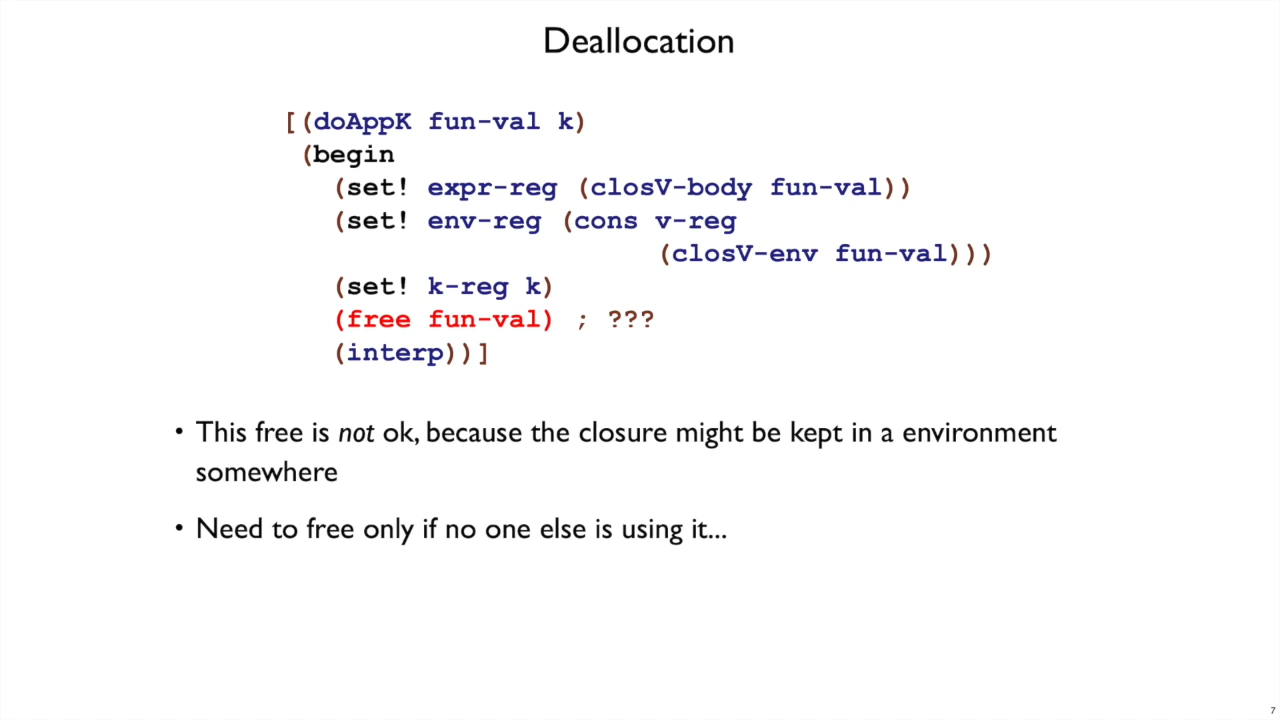 Deallocation
[(doAppK fun-val k)
(begin
(set! expr-reg (closV-body fun-val))
(set! env-reg (cons v-reg
(closV-env fun-val)))
(set! k-reg k)
(free fun-val) ; ???
(interp))]
• This free is not ok, because the closure might be kept in a environment
somewhere
• Need to free only if no one else is using it...
7